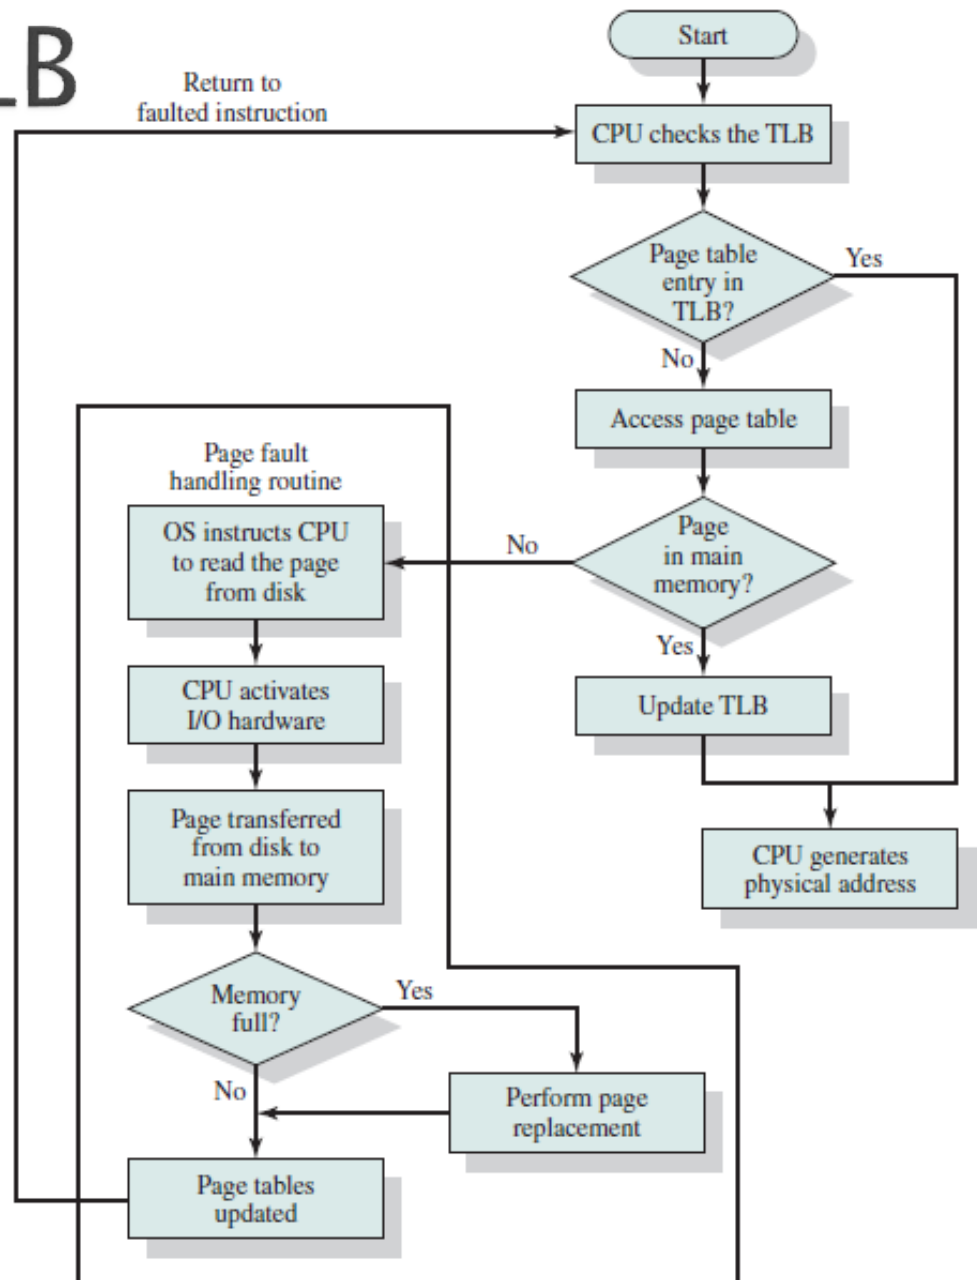 LB
Start
Return to
faulted instruction
CPU checks the TLB
Page table
entry in
TLB?
Yes
No
Access page table
Page fault
handling routine
OS instructs CPU
to read the page
from disk
No
Page
in main
memory?
Yes
CPU activates
I/O hardware
Update TLB
Page transferred
from disk to
main memory
CPU generates
physical address
Memory
full?
Yes
No
Perform page
replacement
Page tables
updated